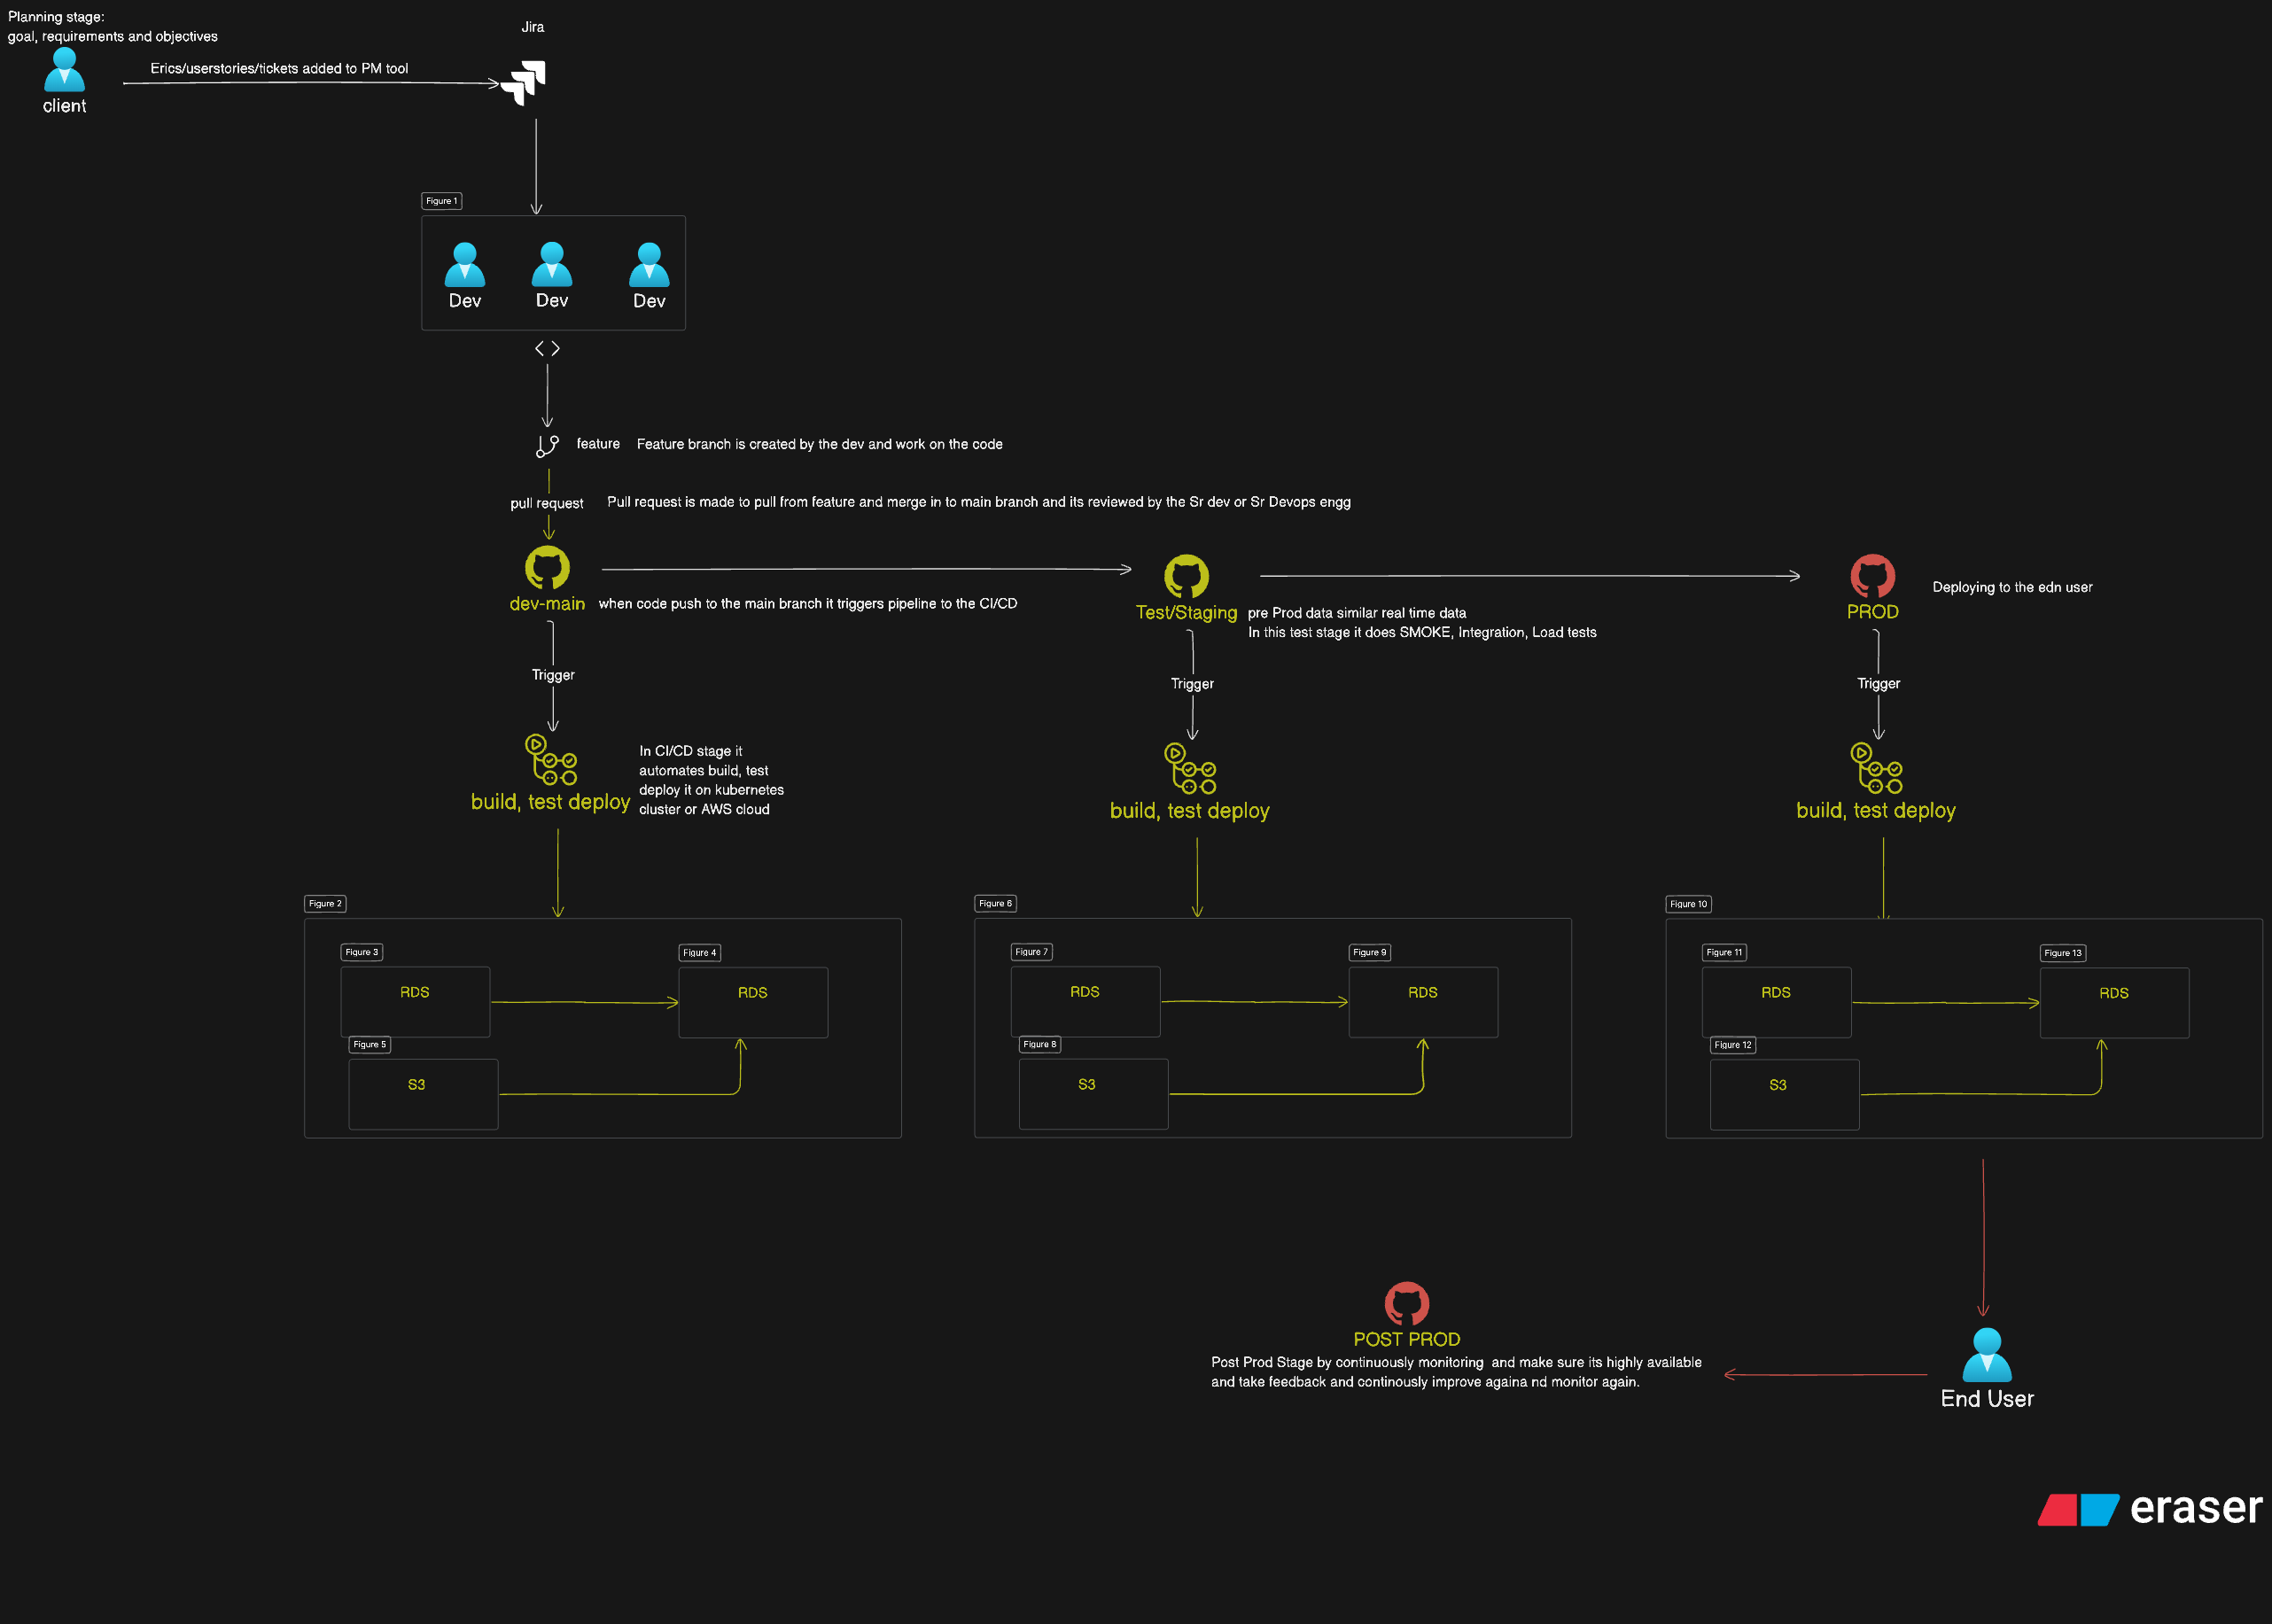 Planning stage:
goal, requirements and objectives
Jira
Erics/userstories/tickets added to PM tool
client
Figure 1
Dev
Dev
Dev
feature
Feature branch is created by the dev and work on the code
pull request
Pull request is made to pull from feature and merge in to main branch and its reviewed by the Sr dev or Sr Devops engg
dev-main
when code push to the main branch it triggers pipeline to the CI/CD
Test/Staging
pre Prod data similar real time data
In this test stage it does SMOKE, Integration, Load tests
PROD
Deploying to the edn user
Trigger
Trigger
Trigger
build, test deploy
In CI/CD stage it
automates build, test
deploy it on kubernetes
cluster or AWS cloud
build, test deploy
build, test deploy
Figure 2
Figure 3
RDS
Figure 4
RDS
Figure 5
S3
Figure 6
Figure 7
RDS
Figure 9
RDS
Figure 8
S3
Figure 10
Figure 11
RDS
Figure 13
RDS
Figure 12
S3
POST PROD
Post Prod Stage by continuously monitoring  and make sure its highly available
and take feedback and continously improve againa nd monitor again.
End User
eraser